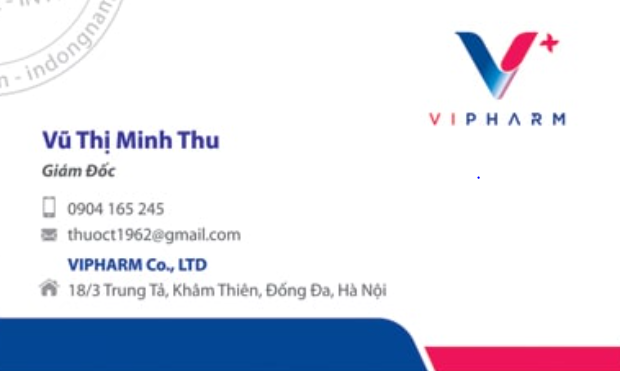 n - indongnan
VIPHARM
Vũ Thị Minh Thu
Giám Đốc
0904 165 245
thuoct1962@gmail.com
VIPHARM Co., LTD
18/3 Trung Tả, Khâm Thiên, Đống Đa, Hà Nội